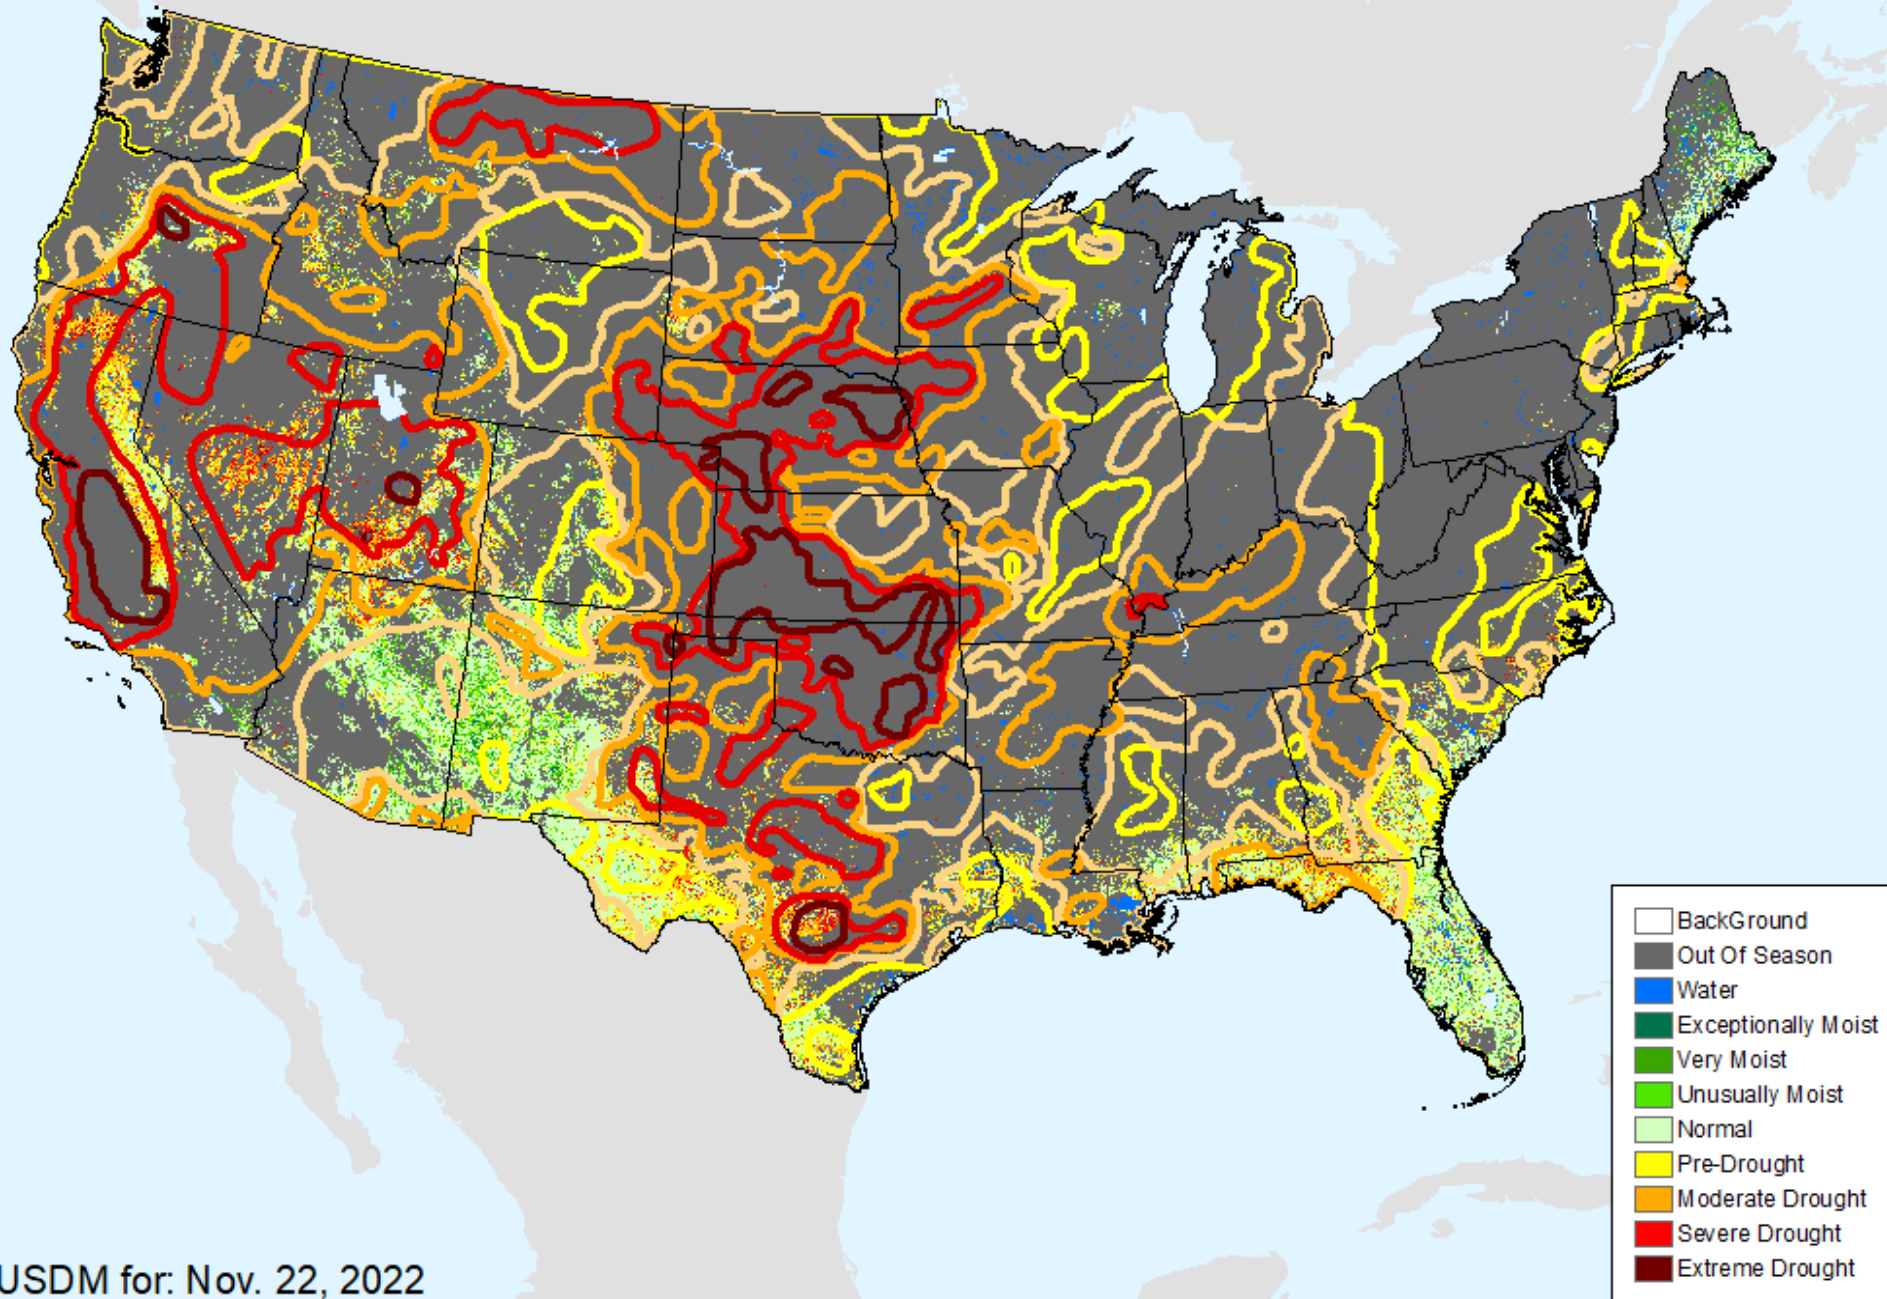 BackGround
Out Of Season
Water
Exceptionally Moist
Very Moist
Unusually Moist
Normal
Pre-Drought
Moderate Drought
Severe Drought
Extreme Drought
USDM for: Nov. 22, 2022